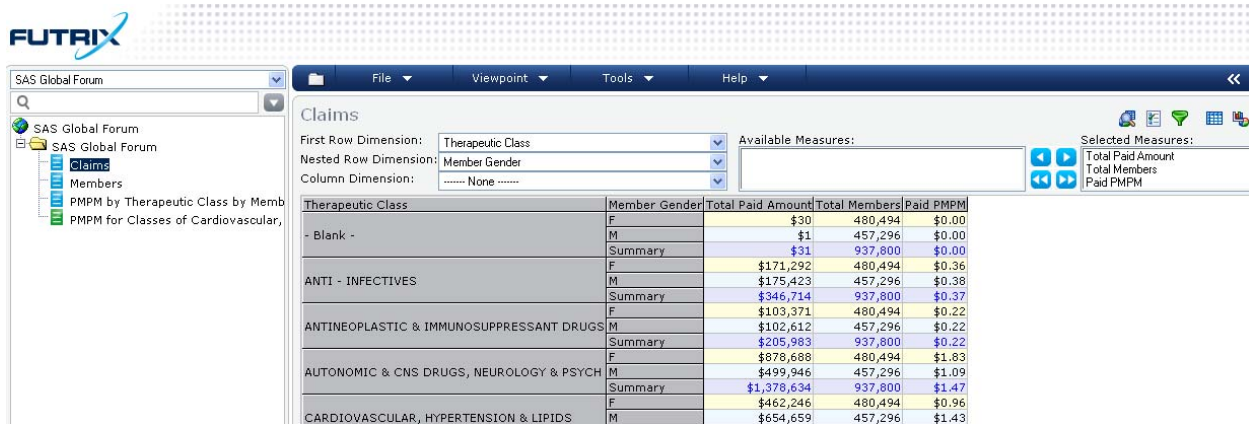 FUTRIX
SAS Global Forum
File Viewpoint Tools Help
SAS Global Forum
SAS Global Forum
Claims
Members
PMPM by Therapeutic Class by Memb
PMPM for Classes of Cardiovascular,
Claims
First Row Dimension: Therapeutic Class
Nested Row Dimension: Member Gender
Column Dimension: ------- None -------
Available Measures:
Selected Measures:
Total Paid Amount
Total Members
Paid PMPM
Therapeutic Class Member Gender Total Paid Amount Total Members Paid PMPM
- Blank - F $30 480,494 $0.00
M $1 457,296 $0.00
Summary $31 937,800 $0.00
ANTI - INFECTIVES F $171,292 480,494 $0.36
M $175,423 457,296 $0.38
Summary $346,714 937,800 $0.37
ANTINEOPLASTIC & IMMUNOSUPPRESSANT DRUGS F $103,371 480,494 $0.22
M $102,612 457,296 $0.22
Summary $205,983 937,800 $0.22
AUTONOMIC & CNS DRUGS, NEUROLOGY & PSYCH F $878,688 480,494 $1.83
M $499,946 457,296 $1.09
Summary $1,378,634 937,800 $1.47
CARDIOVASCULAR, HYPERTENSION & LIPIDS F $462,246 480,494 $0.96
M $654,659 457,296 $1.43